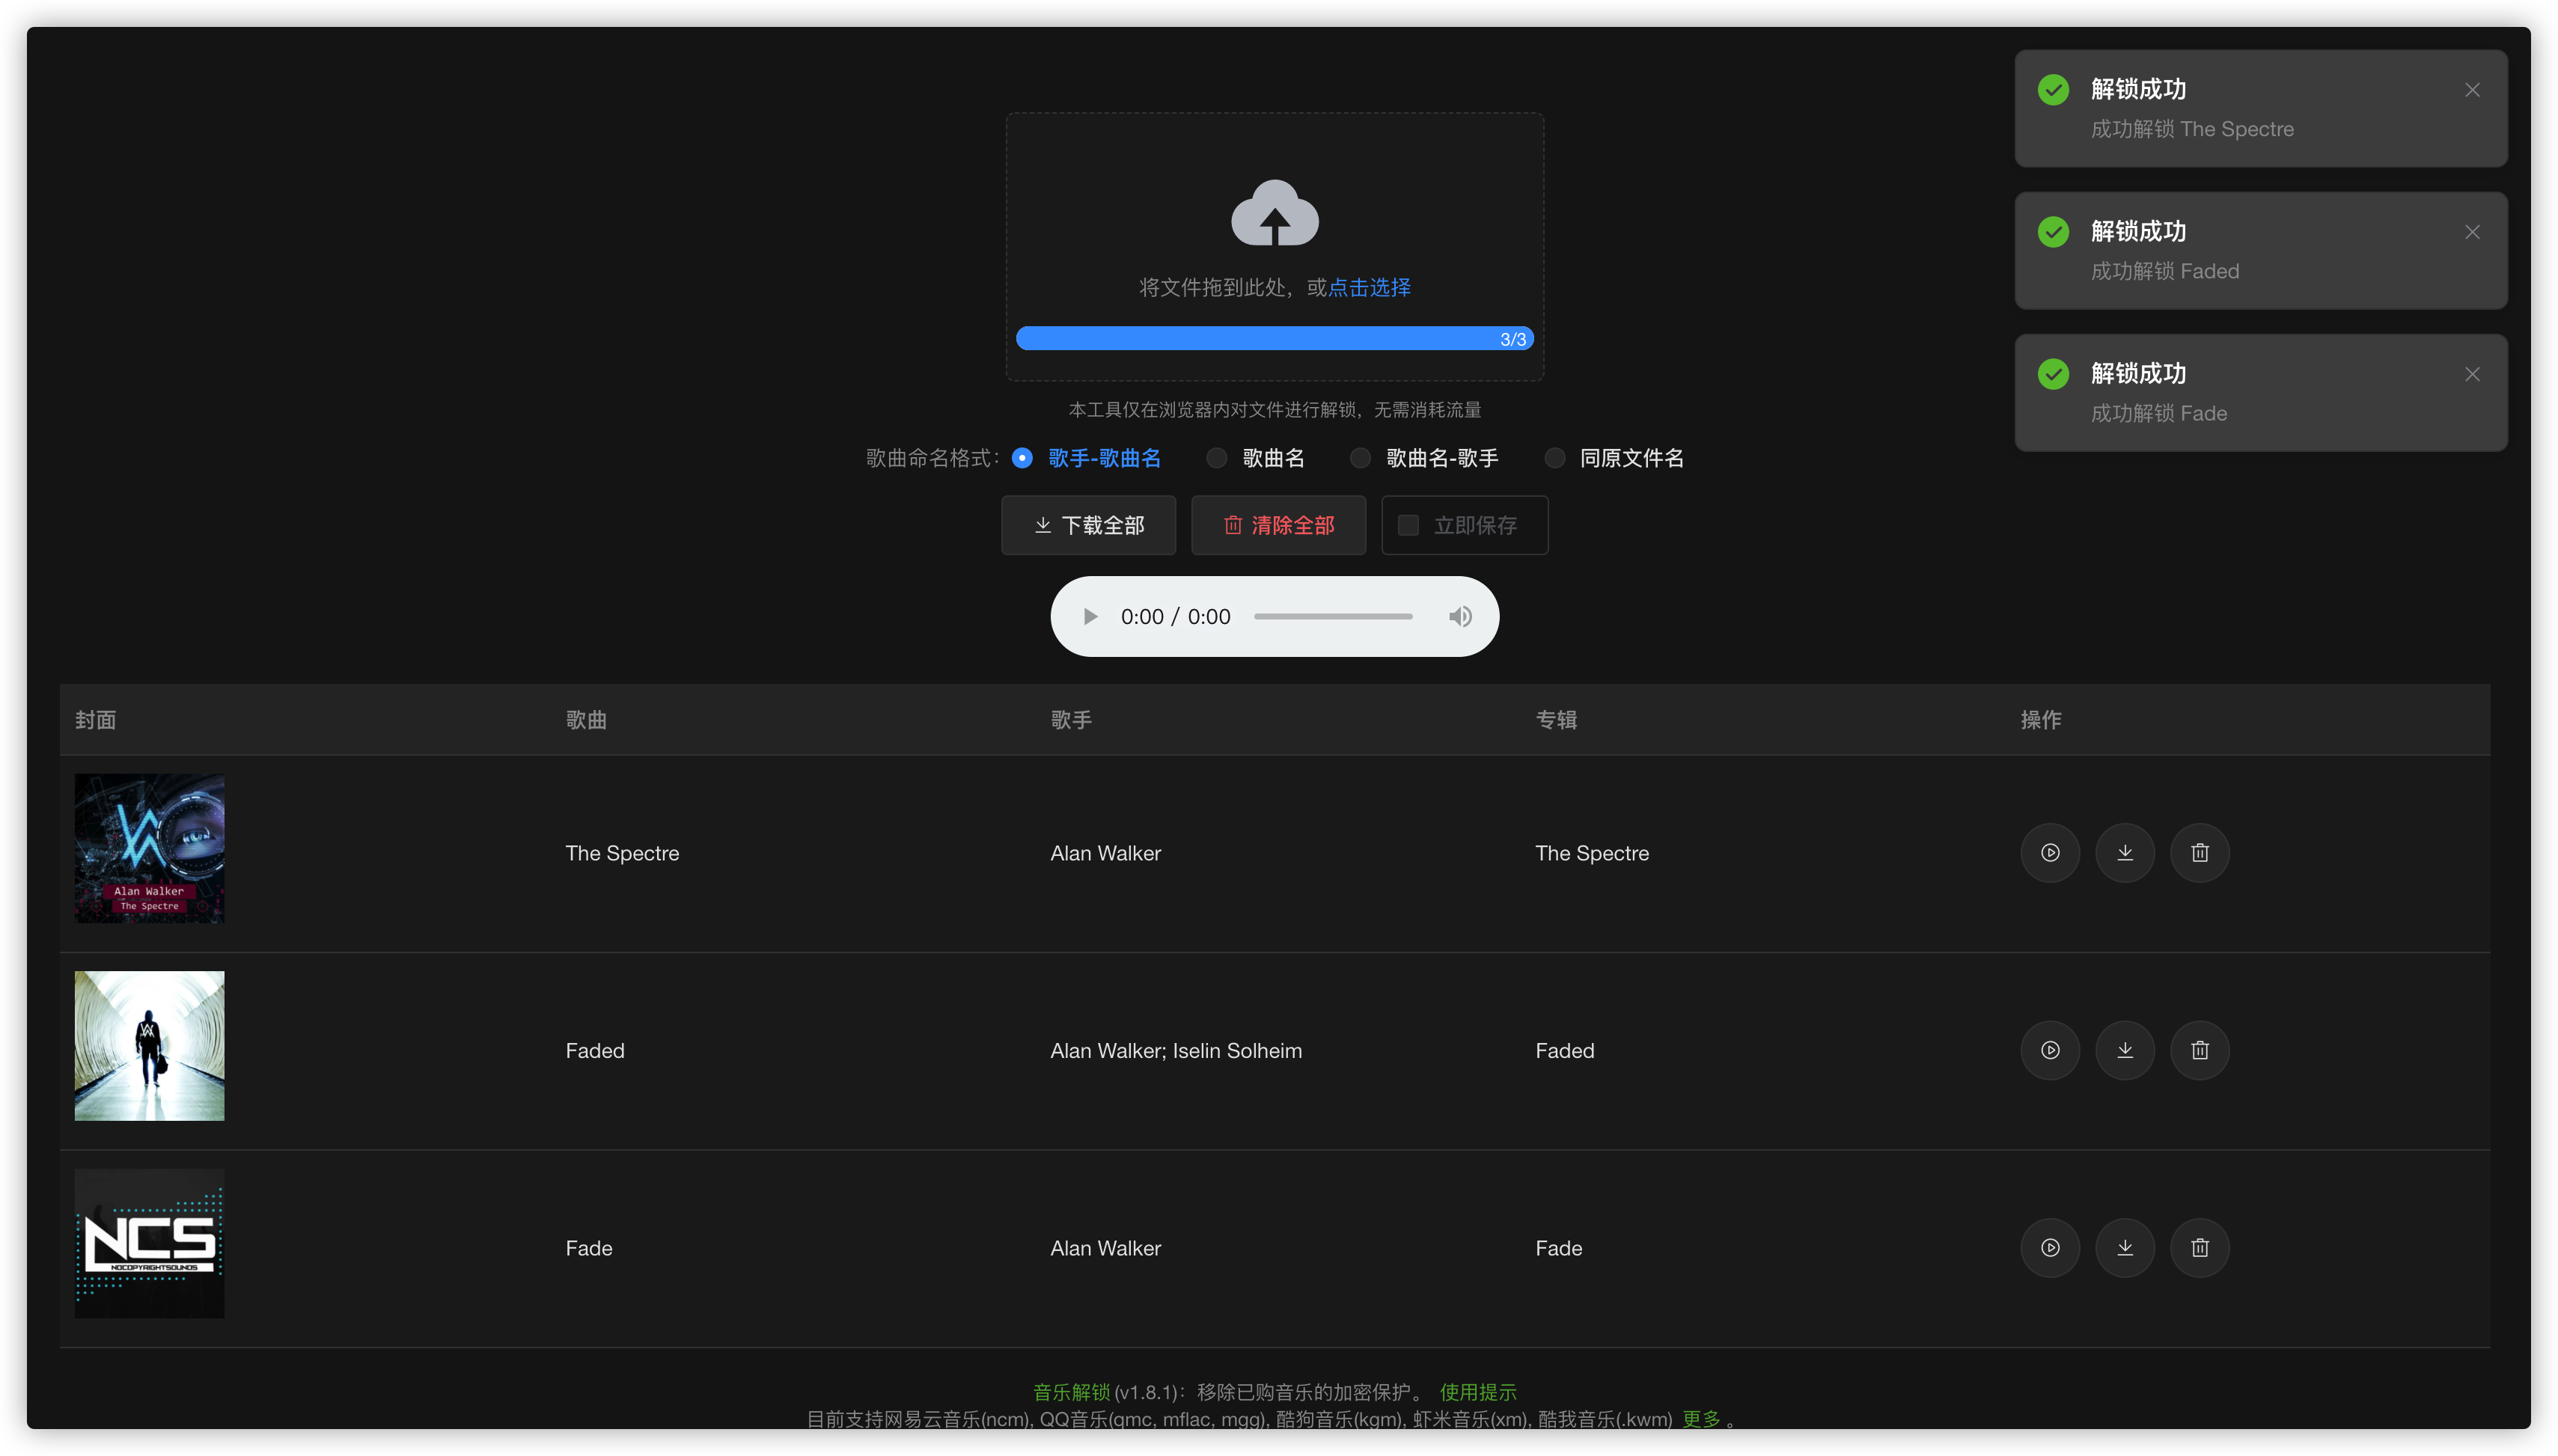 将文件拖到此处，或点击选择
3/3
本工具仅在浏览器内对文件进行解锁，无需消耗流量
歌曲命名格式： 歌手-歌曲名 歌曲名 歌曲名-歌手 同原文件名
下载全部 清除全部 立即保存
0:00 / 0:00
解锁成功
成功解锁 The Spectre
解锁成功
成功解锁 Faded
解锁成功
成功解锁 Fade
封面 歌曲 歌手 专辑 操作
Alan Walker
The Spectre
The Spectre Alan Walker The Spectre
Faded Alan Walker; Iselin Solheim Faded
NCS
NOCOPYRIGHTSOUNDS
Fade Alan Walker Fade
音乐解锁(v1.8.1)：移除已购音乐的加密保护。 使用提示
目前支持网易云音乐(ncm), QQ音乐(qmc, mflac, mgg), 酷狗音乐(kgm), 虾米音乐(xm), 酷我音乐(.kwm) 更多 。